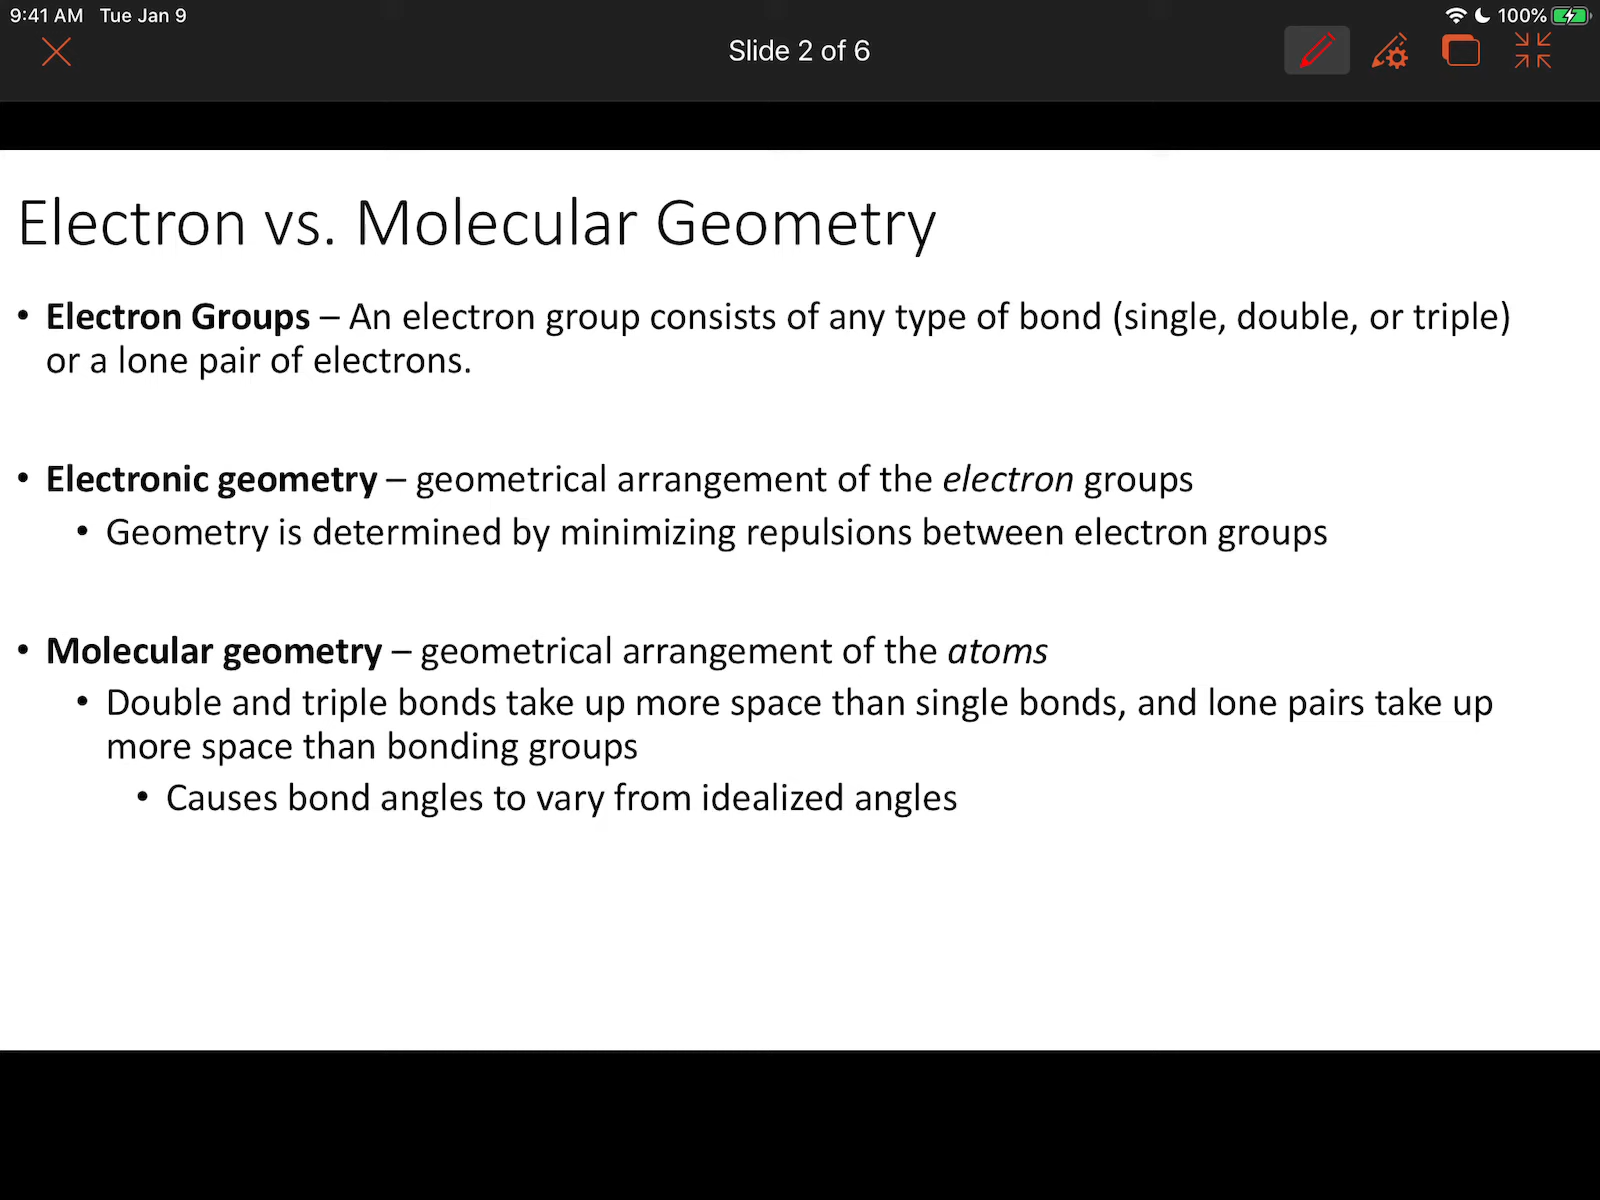 9:41 AM Tue Jan 9
100%
Slide 2 of 6
Electron vs. Molecular Geometry
• Electron Groups – An electron group consists of any type of bond (single, double, or triple)
or a lone pair of electrons.
• Electronic geometry – geometrical arrangement of the electron groups
• Geometry is determined by minimizing repulsions between electron groups
• Molecular geometry – geometrical arrangement of the atoms
• Double and triple bonds take up more space than single bonds, and lone pairs take up
more space than bonding groups
• Causes bond angles to vary from idealized angles